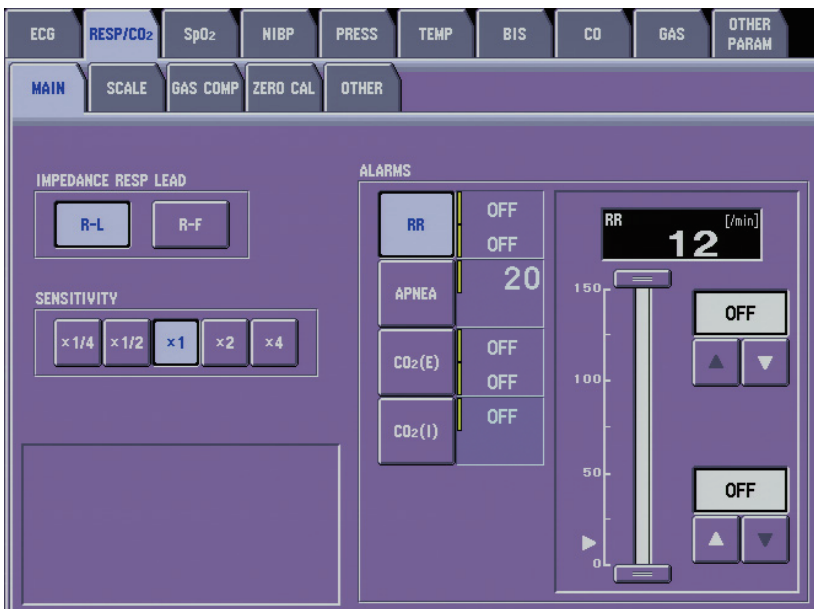 ECG RESP/CO2 SpO2 NIBP PRESS TEMP BIS CO GAS OTHER PARAM
MAIN SCALE GAS COMP ZERO CAL OTHER
IMPEDANCE RESP LEAD
R-L R-F
SENSITIVITY
×1/4 ×1/2 ×1 ×2 ×4
ALARMS
RR OFF
OFF
APNEA 20
CO2(E) OFF
OFF
CO2(I) OFF
RR [/min]
12
150
100
50
0
OFF
OFF